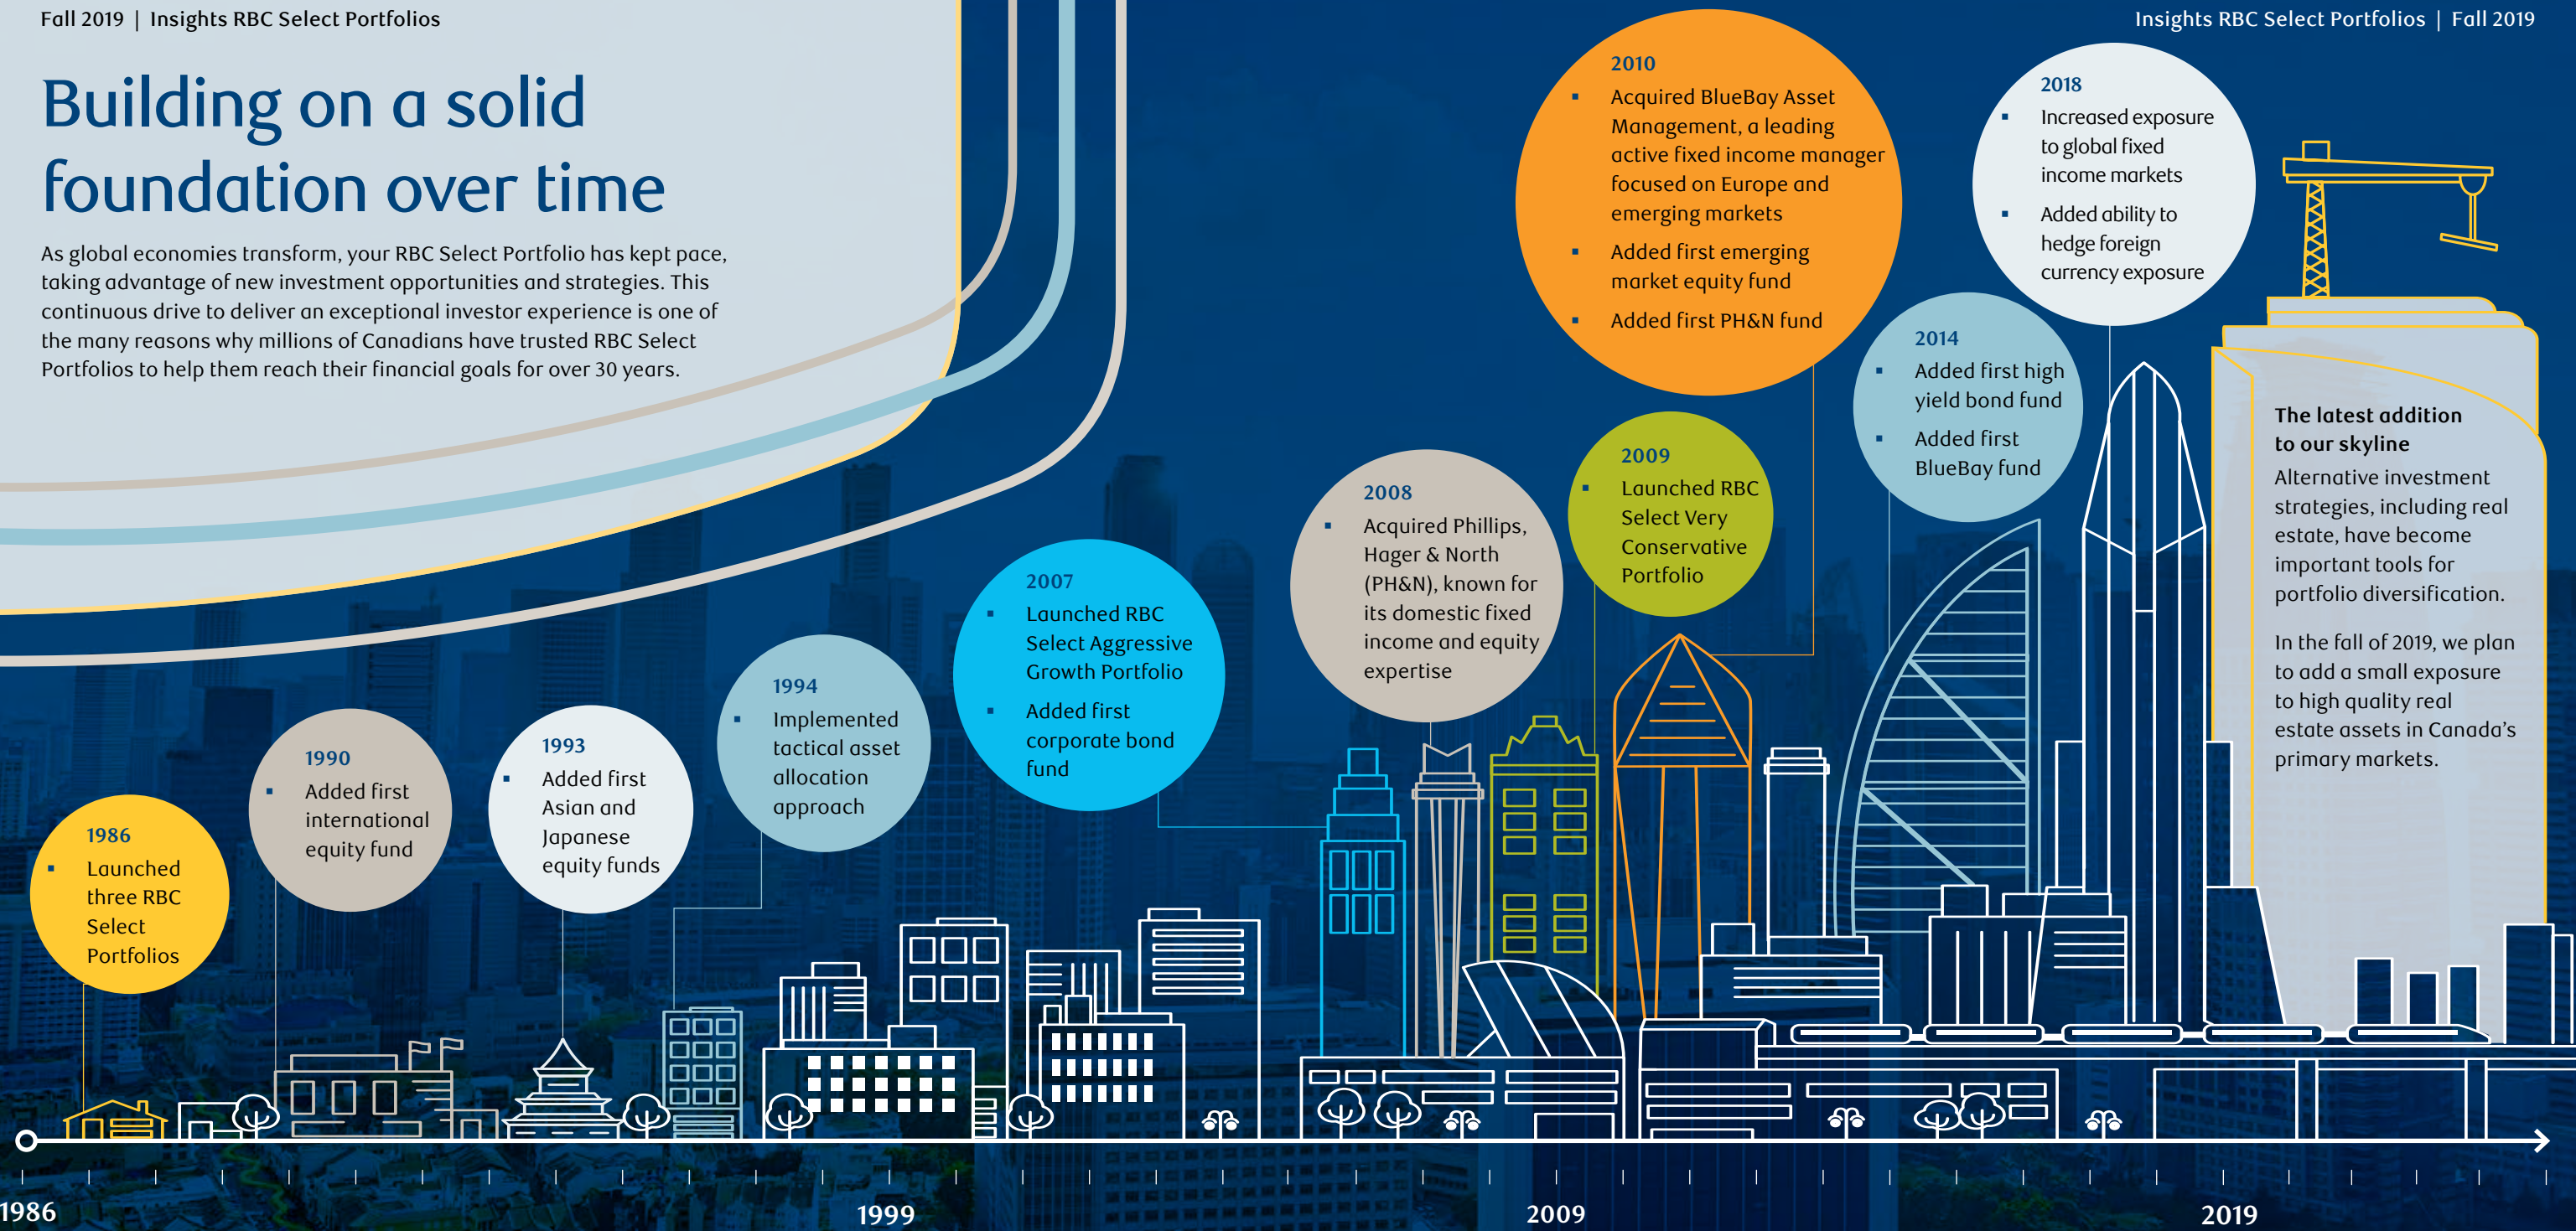 Fall 2019 | Insights RBC Select Portfolios
Insights RBC Select Portfolios | Fall 2019
Building on a solid
foundation over time
As global economies transform, your RBC Select Portfolio has kept pace,
taking advantage of new investment opportunities and strategies. This
continuous drive to deliver an exceptional investor experience is one of
the many reasons why millions of Canadians have trusted RBC Select
Portfolios to help them reach their financial goals for over 30 years.
1986
▪ Launched
three RBC
Select
Portfolios
1990
▪ Added first
international
equity fund
1993
▪ Added first
Asian and
Japanese
equity funds
1994
▪ Implemented
tactical asset
allocation
approach
2007
▪ Launched RBC
Select Aggressive
Growth Portfolio
▪ Added first
corporate bond
fund
2008
▪ Acquired Phillips,
Hager & North
(PH&N), known for
its domestic fixed
income and equity
expertise
2009
▪ Launched RBC
Select Very
Conservative
Portfolio
2010
▪ Acquired BlueBay Asset
Management, a leading
active fixed income manager
focused on Europe and
emerging markets
▪ Added first emerging
market equity fund
▪ Added first PH&N fund
2014
▪ Added first high
yield bond fund
▪ Added first
BlueBay fund
2018
▪ Increased exposure
to global fixed
income markets
▪ Added ability to
hedge foreign
currency exposure
The latest addition
to our skyline
Alternative investment
strategies, including real
estate, have become
important tools for
portfolio diversification.
In the fall of 2019, we plan
to add a small exposure
to high quality real
estate assets in Canada's
primary markets.
1986
1999
2009
2019